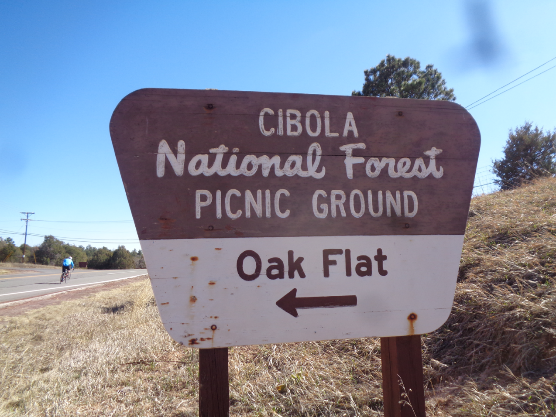 CIBOLA
National Forest
PICNIC GROUND
Oak Flat